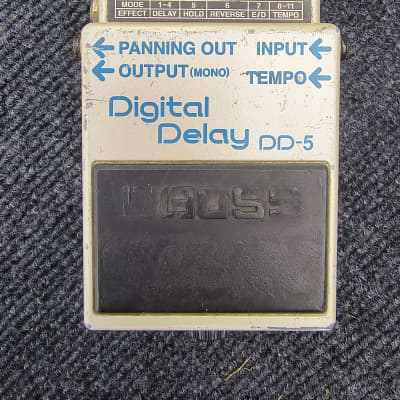 MODE 1-4 5 6 7 8-11
EFFECT DELAY HOLD REVERSE E/D TEMPO
PANNING OUT INPUT
OUTPUT (MONO) TEMPO
Digital
Delay DD-5
BOSS